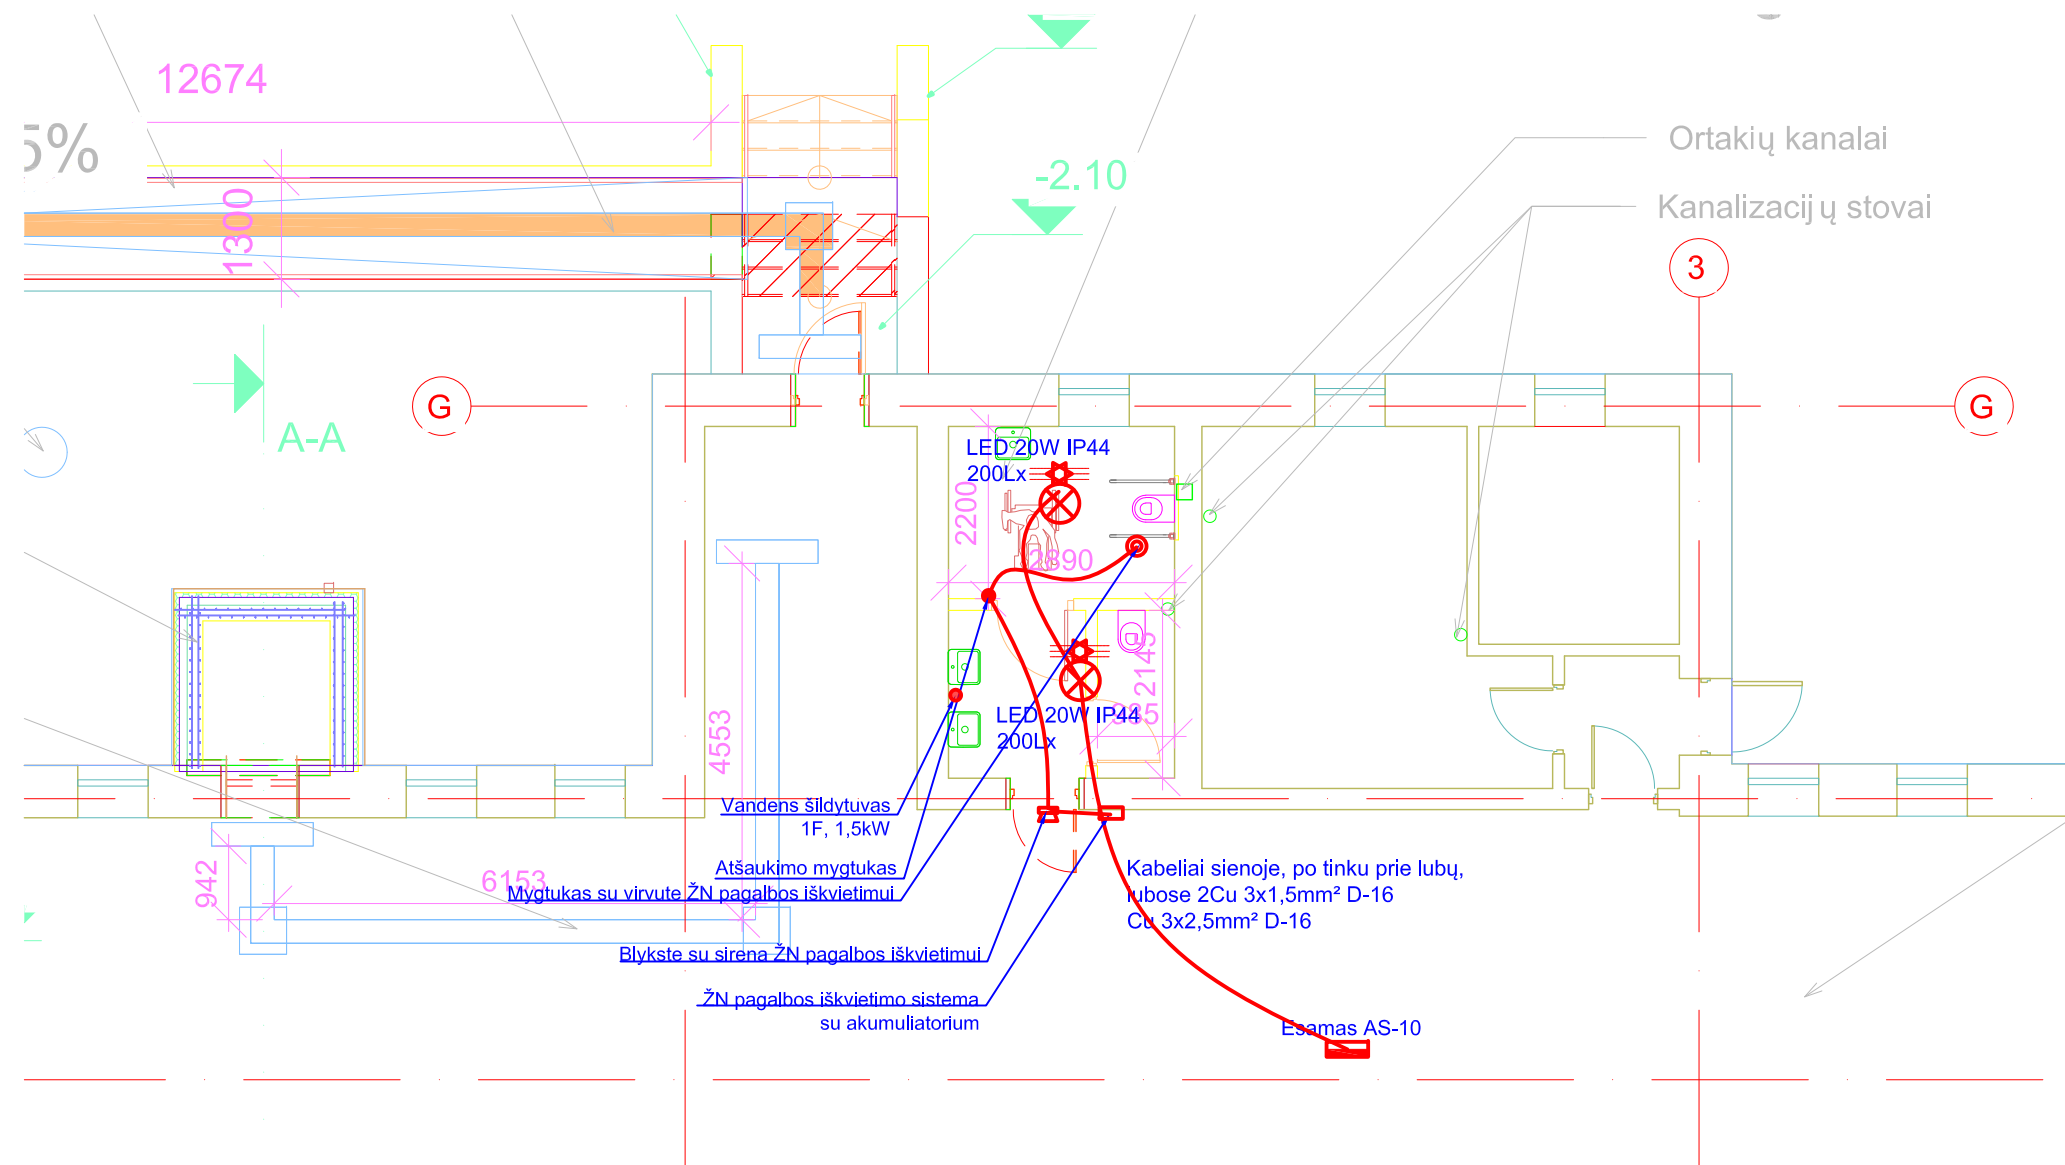 12674
5%
1300
-2.10
Ortakių kanalai
Kanalizacijų stovai
3
G
G
A-A
LED 20W IP44
200Lx
2200
2890
2145
LED 20W IP44
985
200Lx
4553
Vandens šildytuvas
1F, 1,5kW
Atšaukimo mygtukas
942
6153
Mygtukas su virvute ŽN pagalbos iškvietimui
Kabeliai sienoje, po tinku prie lubų,
lubose 2Cu 3x1,5mm² D-16
Cu 3x2,5mm² D-16
Blykste su sirena ŽN pagalbos iškvietimui
ŽN pagalbos iškvietimo sistema
su akumuliatorium
Esamas AS-10